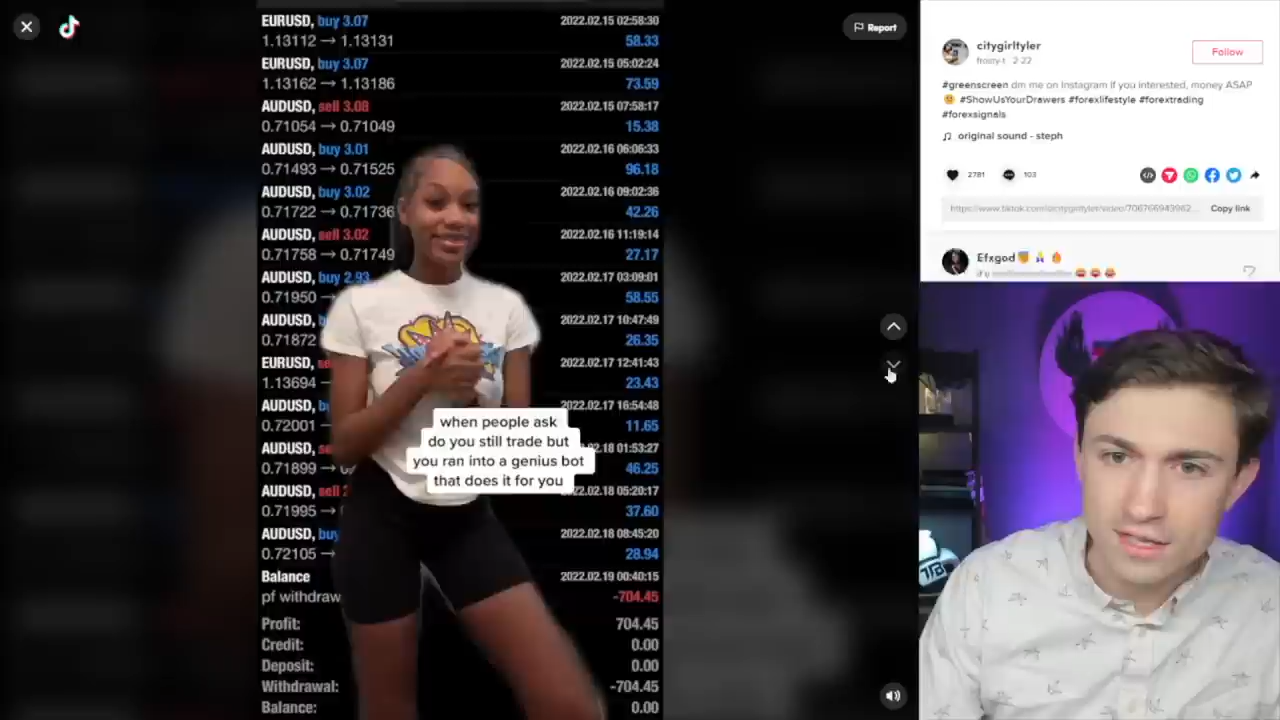 EURUSD, buy 3.07 2022.02.15 02:58:30
1.13112 → 1.13131 58.33
EURUSD, buy 3.07 2022.02.15 05:02:24
1.13162 → 1.13186 73.59
AUDUSD, sell 3.08 2022.02.15 07:58:17
0.71054 → 0.71049 15.38
AUDUSD, buy 3.01 2022.02.16 06:06:33
0.71493 → 0.71525 96.18
AUDUSD, buy 3.02 2022.02.16 09:02:36
0.71722 → 0.71736 42.26
AUDUSD, sell 3.02 2022.02.16 11:19:14
0.71758 → 0.71749 27.17
AUDUSD, buy 2.93 2022.02.17 03:09:01
0.71950 → 58.55
AUDUSD, 2022.02.17 10:47:49
0.71872 26.35
EURUSD, 2022.02.17 12:41:43
1.13694 → 23.43
AUDUSD, 2022.02.17 16:54:48
0.72001 → 11.65
AUDUSD, 01:53:27
0.71899 → 46.25
AUDUSD, sell 2022.02.18 05:20:17
0.71995 → 37.60
AUDUSD, buy 2022.02.18 08:45:20
0.72105 → 28.94
Balance 2022.02.19 00:40:15
pf withdraw -704.45
Profit: 704.45
Credit: 0.00
Deposit: 0.00
Withdrawal: -704.45
Balance: 0.00
when people ask
do you still trade but
you ran into a genius bot
that does it for you
Report
citygirltyler
frosty-t · 2-22
Follow
#greenscreen dm me on Instagram if you interested, money ASAP
#ShowUsYourDrawers #forexlifestyle #forextrading
#forexsignals
original sound - steph
2781 103
Copy link
Efxgod